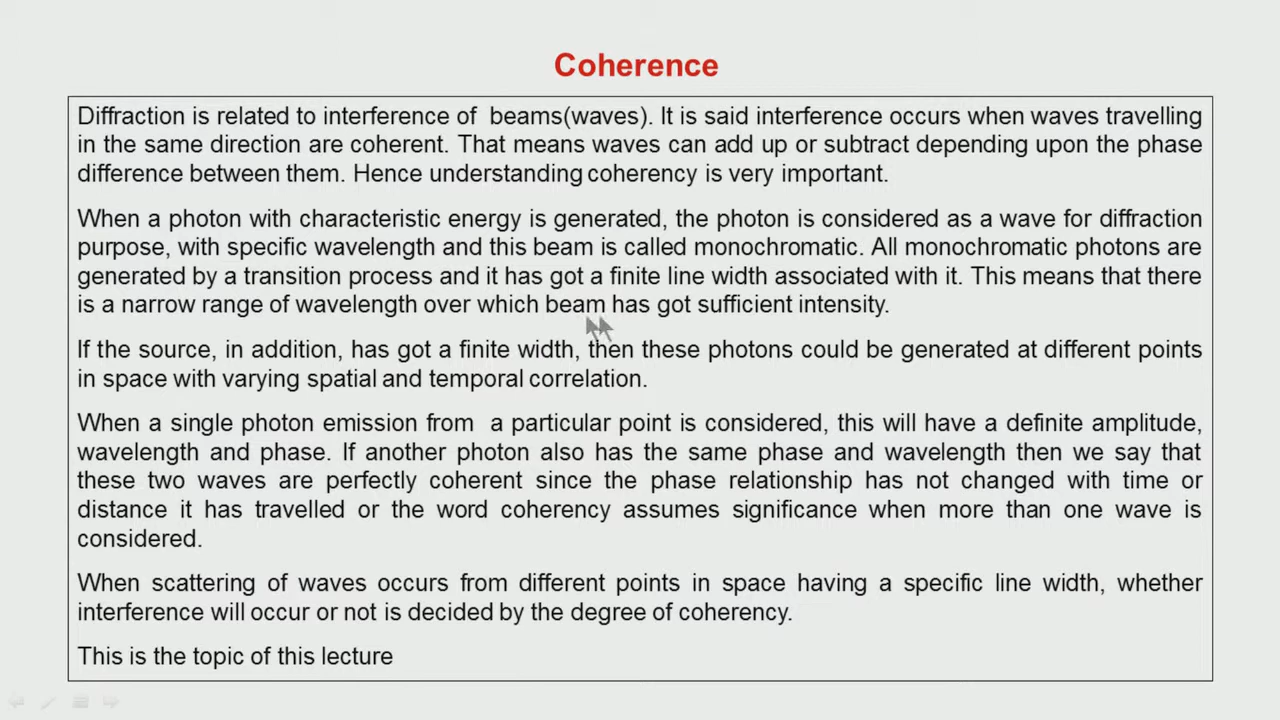 Coherence
Diffraction is related to interference of beams(waves). It is said interference occurs when waves travelling
in the same direction are coherent. That means waves can add up or subtract depending upon the phase
difference between them. Hence understanding coherency is very important.
When a photon with characteristic energy is generated, the photon is considered as a wave for diffraction
purpose, with specific wavelength and this beam is called monochromatic. All monochromatic photons are
generated by a transition process and it has got a finite line width associated with it. This means that there
is a narrow range of wavelength over which beam has got sufficient intensity.
If the source, in addition, has got a finite width, then these photons could be generated at different points
in space with varying spatial and temporal correlation.
When a single photon emission from a particular point is considered, this will have a definite amplitude,
wavelength and phase. If another photon also has the same phase and wavelength then we say that
these two waves are perfectly coherent since the phase relationship has not changed with time or
distance it has travelled or the word coherency assumes significance when more than one wave is
considered.
When scattering of waves occurs from different points in space having a specific line width, whether
interference will occur or not is decided by the degree of coherency.
This is the topic of this lecture